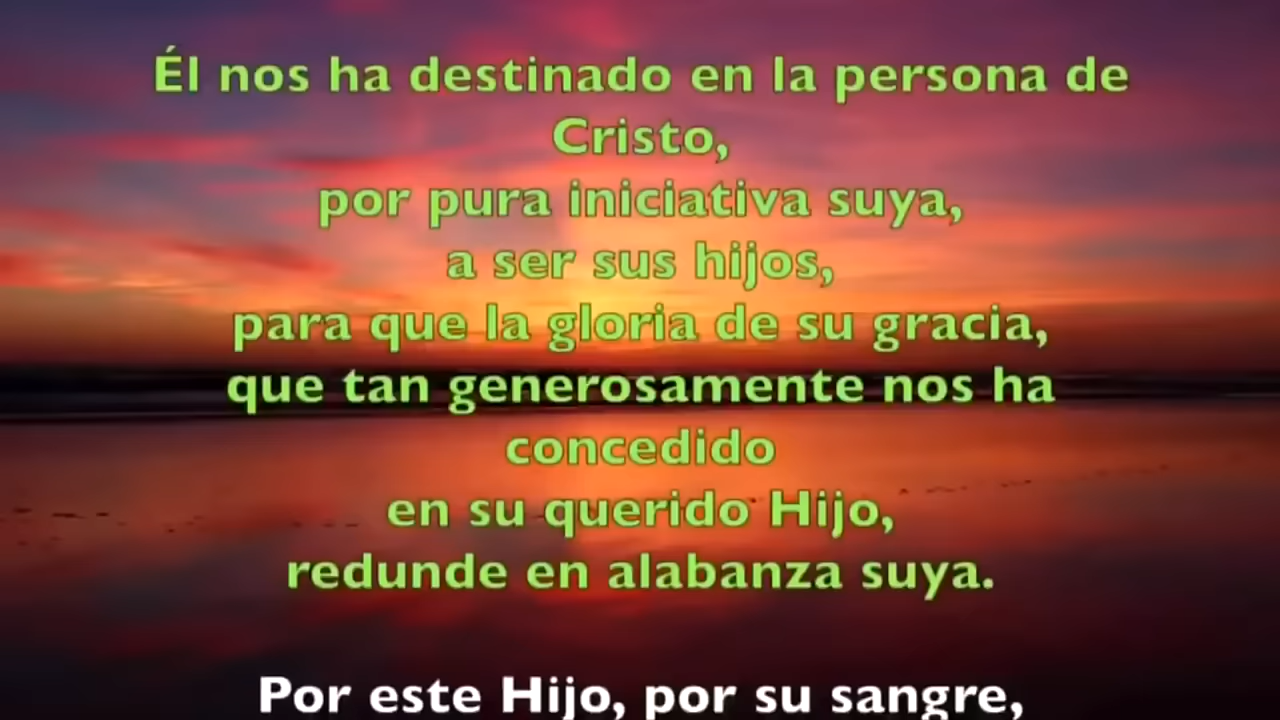 Él nos ha destinado en la persona de
Cristo,
por pura iniciativa suya,
a ser sus hijos,
para que la gloria de su gracia,
que tan generosamente nos ha
concedido
en su querido Hijo,
redunde en alabanza suya.
Por este Hijo, por su sangre,